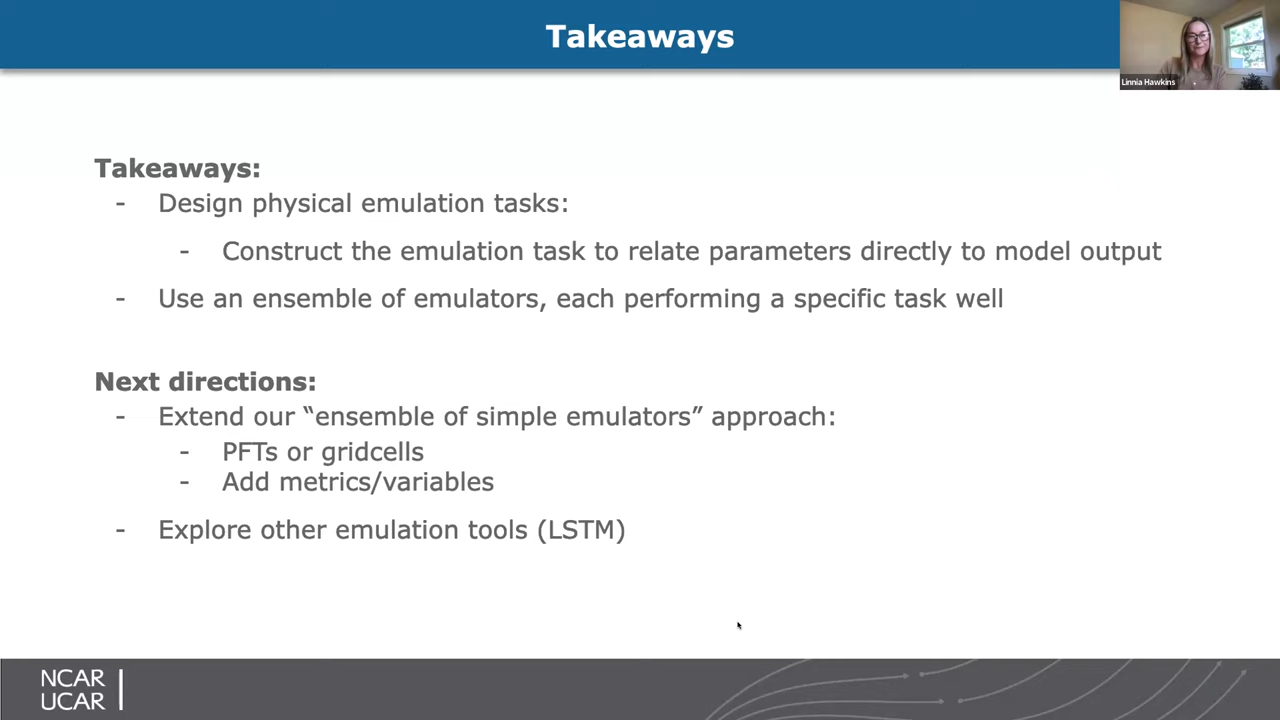 Takeaways
Linnia Hawkins
Takeaways:
- Design physical emulation tasks:
- Construct the emulation task to relate parameters directly to model output
- Use an ensemble of emulators, each performing a specific task well
Next directions:
- Extend our “ensemble of simple emulators” approach:
- PFTs or gridcells
- Add metrics/variables
- Explore other emulation tools (LSTM)
NCAR
UCAR